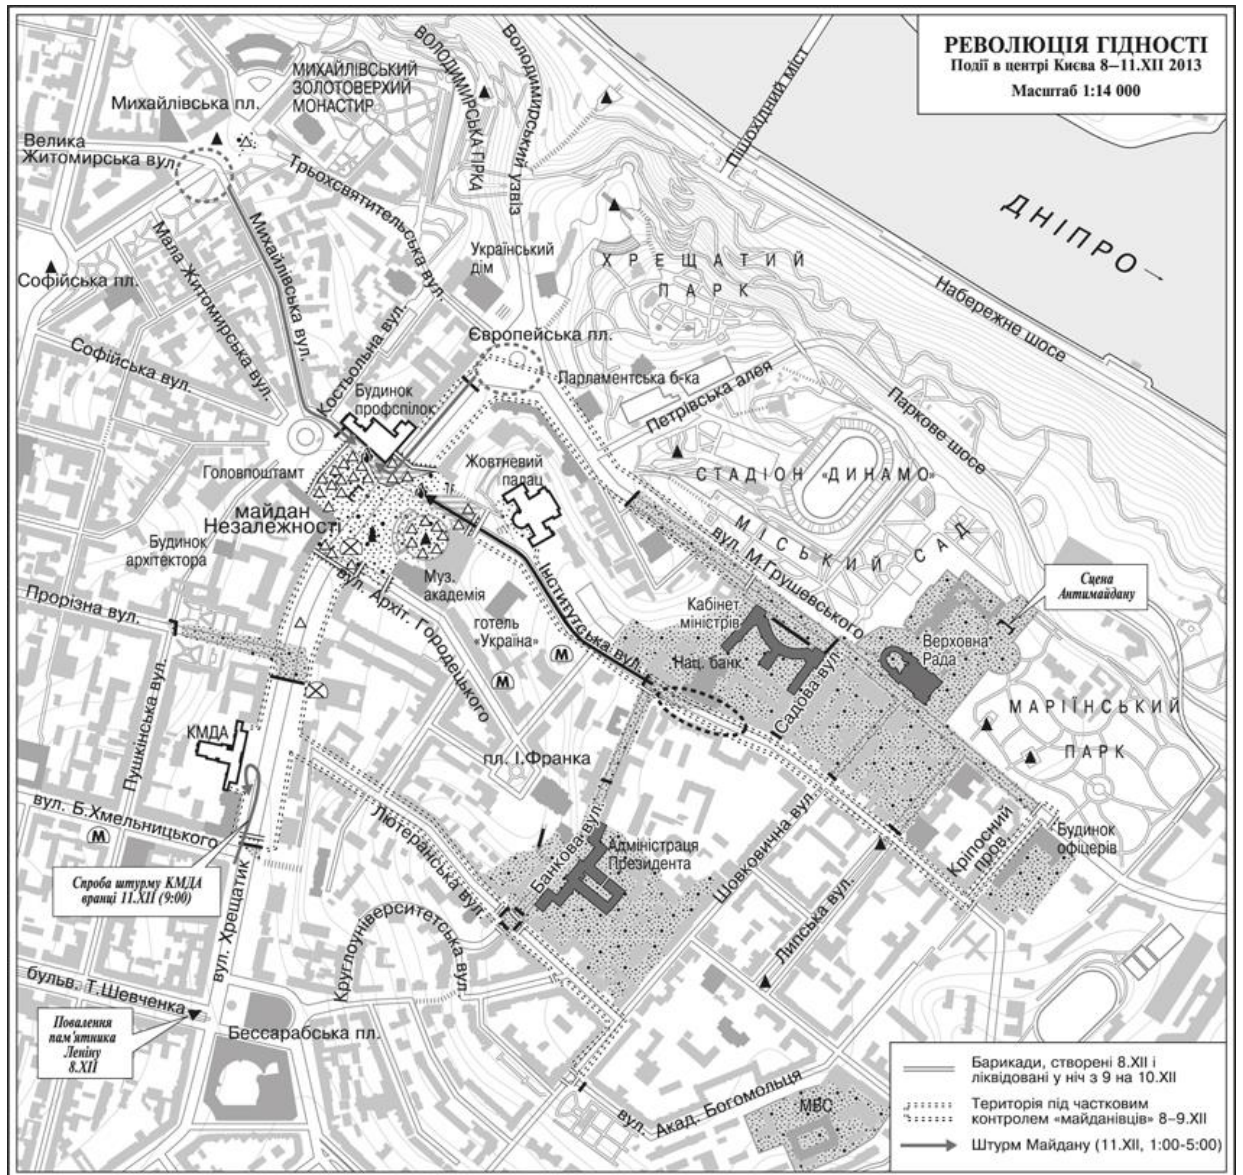 РЕВОЛЮЦІЯ ГІДНОСТІ
Події в центрі Києва 8–11.XII 2013
Масштаб 1:14 000
МИХАЙЛІВСЬКИЙ
ЗОЛОТОВЕРХИЙ
МОНАСТИР
ВОЛОДИМИРСЬКА ГІРКА
Володимирський узвіз
Пішохідний міст
Михайлівська пл.
Велика
Житомирська вул.
Трьохсвятительська вул.
ДНІПРО
Михайлівська вул.
Мала Житомирська вул.
Український
дім
ХРЕЩАТИЙ
ПАРК
Софійська пл.
Набережне шосе
Софійська вул.
Костьольна вул.
Європейська пл.
Парламентська б-ка
Петрівська алея
Паркове шосе
Будинок
профспілок
Головпоштамт
Жовтневий
палац
СТАДІОН «ДИНАМО»
майдан
Незалежності
МІСЬКИЙ САД
вул. М.Грушевського
Будинок
архітектора
Муз.
академія
вул. Архіт. Городецького
Інститутська вул.
готель
«Україна»
М
М
Кабінет
міністрів
Нац. банк
Садова вул.
Верховна
Рада
Сцена
Антимайдану
Прорізна вул.
Пушкінська вул.
КМДА
пл. І.Франка
МАРІЇНСЬКИЙ
ПАРК
вул. Б.Хмельницького
М
Лютеранська вул.
Банкова вул.
Адміністраця
Президента
Шовковична вул.
Липська вул.
Кріпосний
пров.
Будинок
офіцерів
Спроба штурму КМДА
вранці 11.XII (9:00)
вул. Хрещатик
Круглоуніверситетська вул.
бульв. Т.Шевченка
Бессарабська пл.
Повалення
пам'ятника
Леніну
8.XII
вул. Акад. Богомольця
МВС
Барикади, створені 8.XII і
ліквідовані у ніч з 9 на 10.XII
Територія під частковим
контролем «майданівців» 8–9.XII
Штурм Майдану (11.XII, 1:00-5:00)